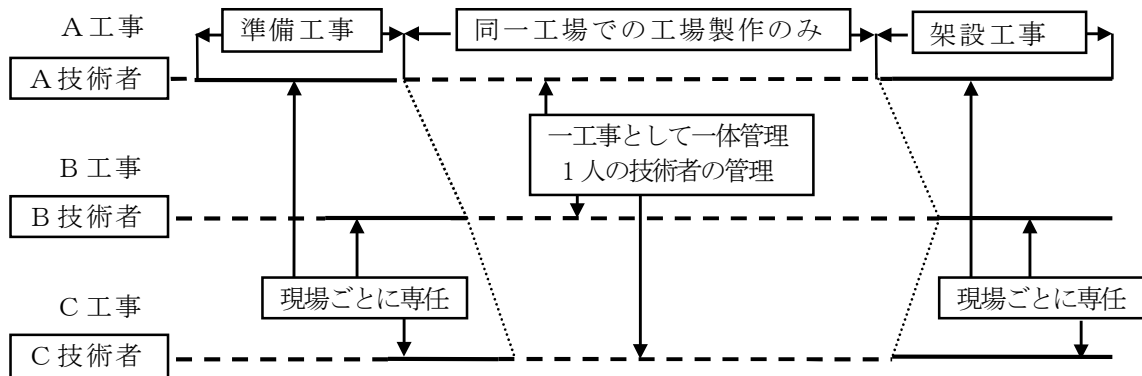 A工事
準備工事
同一工場での工場製作のみ
架設工事
A技術者
一工事として一体管理
1人の技術者の管理
B工事
B技術者
現場ごとに専任
現場ごとに専任
C工事
C技術者